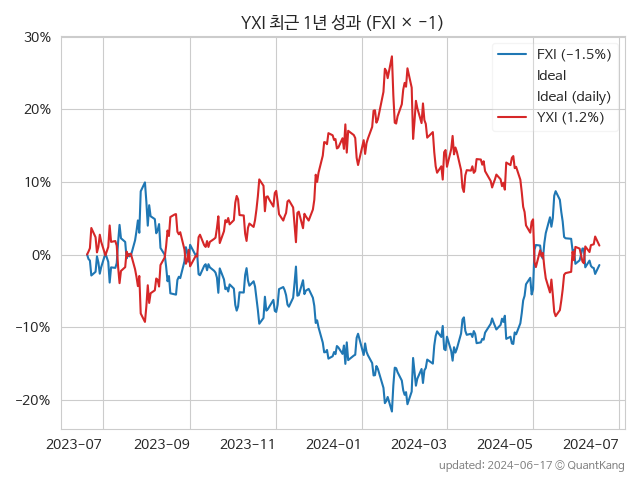 YXI 최근 1년 성과 (FXI × -1)
30%
20%
10%
0%
-10%
-20%
FXI (-1.5%)
Ideal
Ideal (daily)
YXI (1.2%)
2023-07 2023-09 2023-11 2024-01 2024-03 2024-05 2024-07
updated: 2024-06-17 © QuantKang